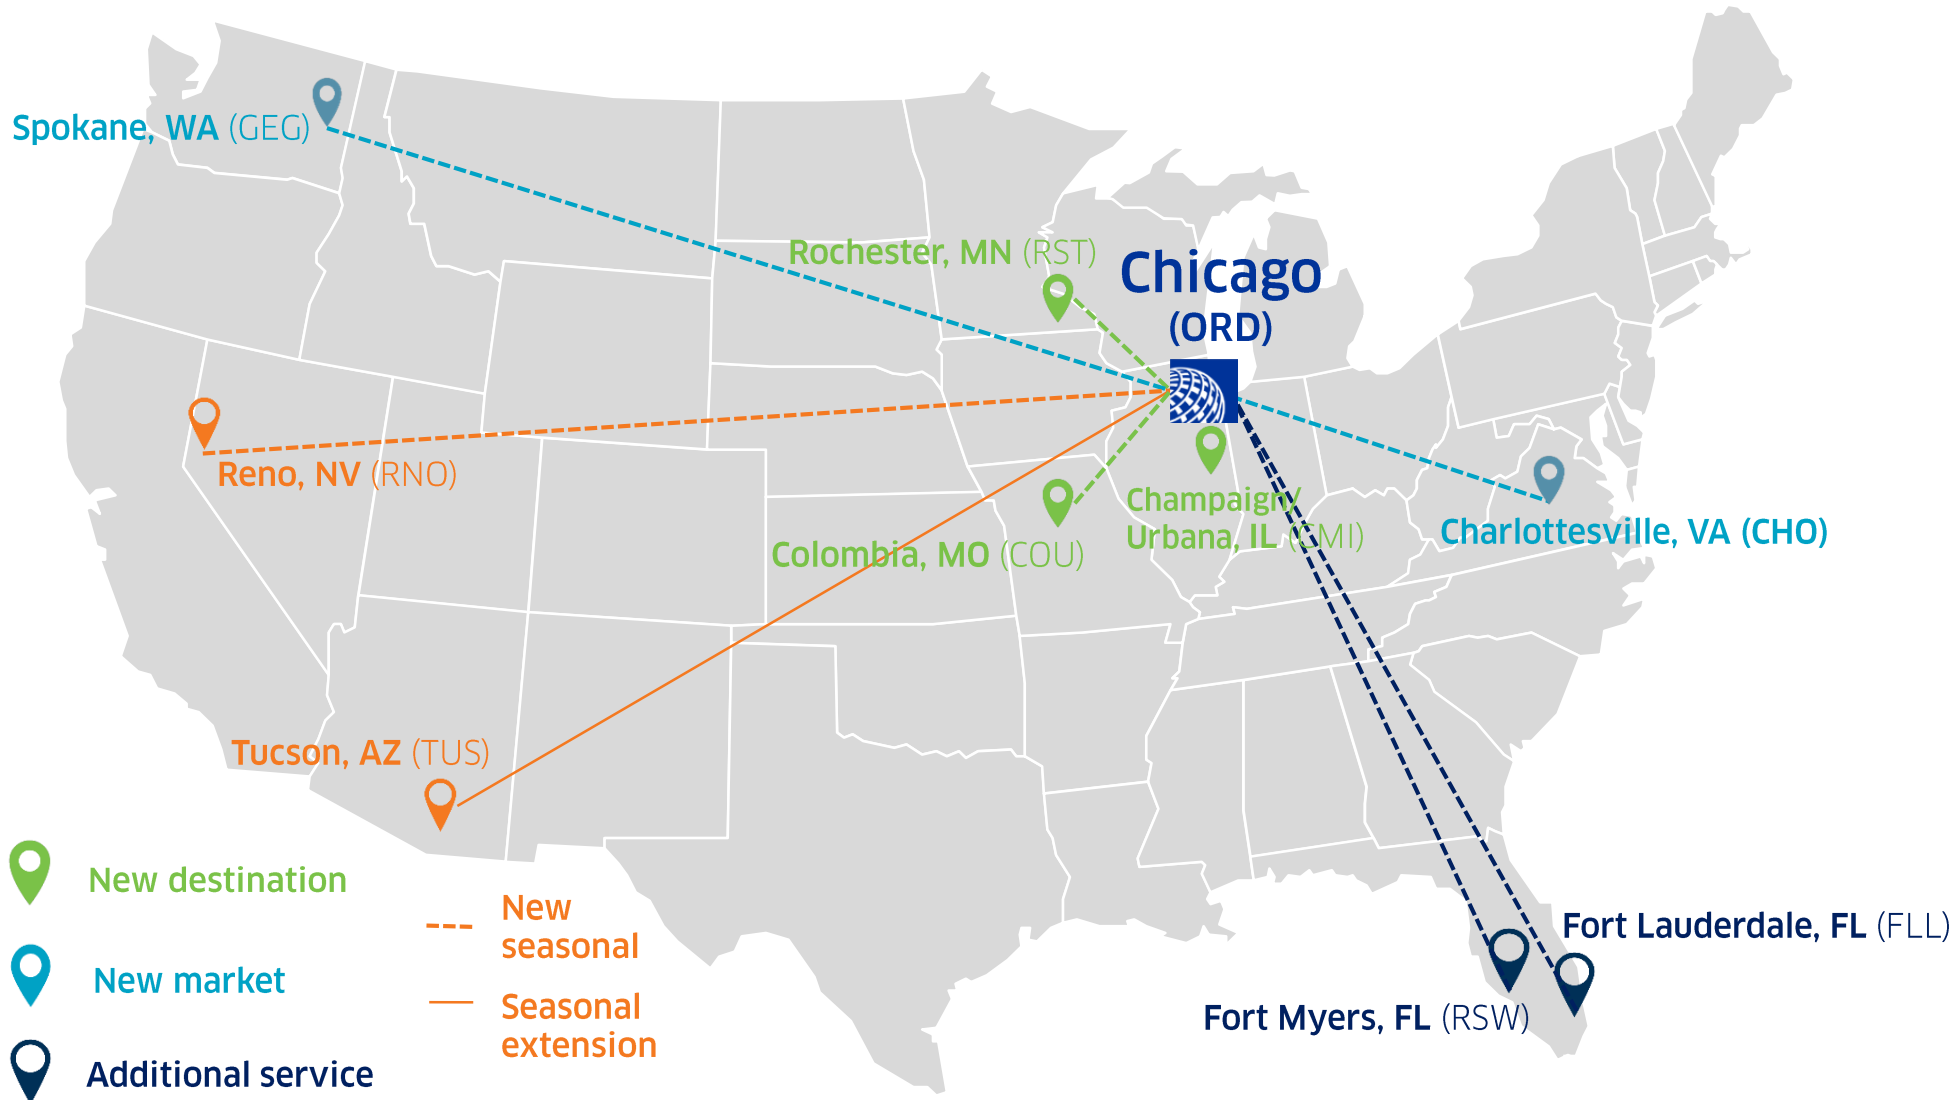 Spokane, WA (GEG)
Rochester, MN (RST)
Chicago
(ORD)
Reno, NV (RNO)
Champaign/
Urbana, IL (CMI)
Colombia, MO (COU)
Charlottesville, VA (CHO)
Tucson, AZ (TUS)
New destination
New market
Additional service
New
seasonal
Seasonal
extension
Fort Lauderdale, FL (FLL)
Fort Myers, FL (RSW)